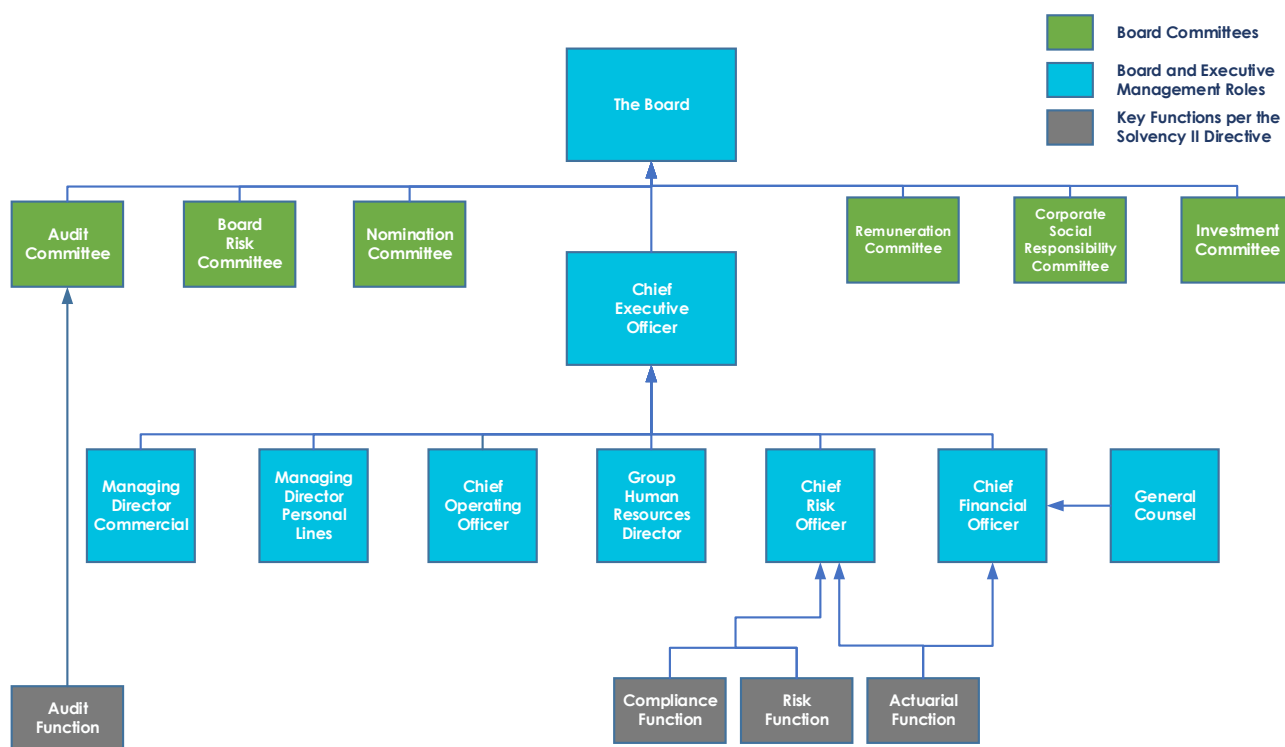 Board Committees
Board and Executive
Management Roles
Key Functions per the
Solvency II Directive
The Board
Audit
Committee
Board
Risk
Committee
Nomination
Committee
Remuneration
Committee
Corporate
Social
Responsibility
Committee
Investment
Committee
Chief
Executive
Officer
Managing
Director
Commercial
Managing
Director
Personal
Lines
Chief
Operating
Officer
Group
Human
Resources
Director
Chief
Risk
Officer
Chief
Financial
Officer
General
Counsel
Audit
Function
Compliance
Function
Risk
Function
Actuarial
Function